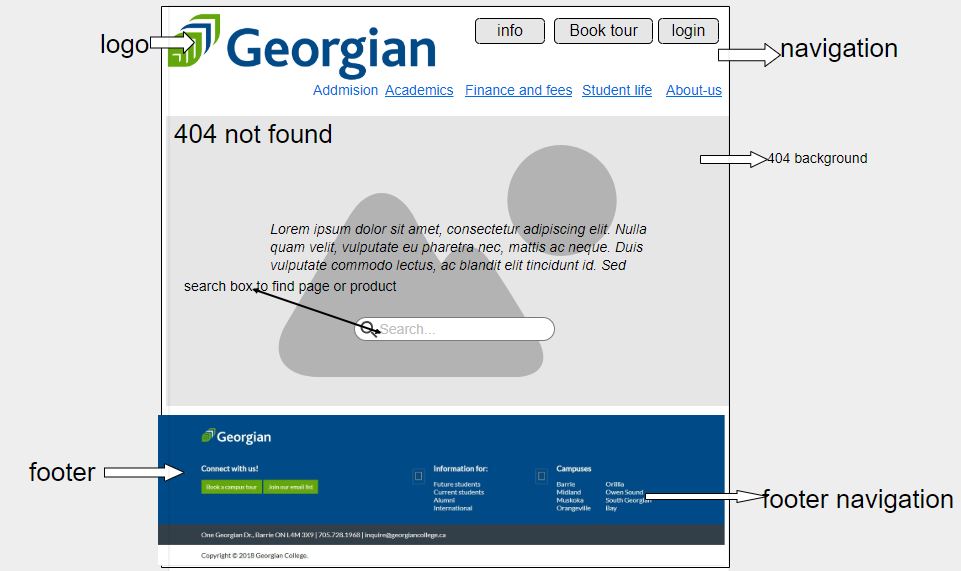 logo
Georgian
info
Book tour
login
navigation
Addmision Academics Finance and fees Student life About-us
404 not found
404 background
Lorem ipsum dolor sit amet, consectetur adipiscing elit. Nulla
quam velit, vulputate eu pharetra nec, mattis ac neque. Duis
vulputate commodo lectus, ac blandit elit tincidunt id. Sed
search box to find page or product
Search...
footer
Georgian
Connect with us!
Book a campus tour
Join our email list
Information for:
Future students
Current students
Alumni
International
Campuses
Barrie
Midland
Muskoka
Orangeville
Orillia
Owen Sound
South Georgian
Bay
footer navigation
One Georgian Dr., Barrie ON L4M 3X9 | 705.728.1968 | inquire@georgiancollege.ca
Copyright © 2018 Georgian College.